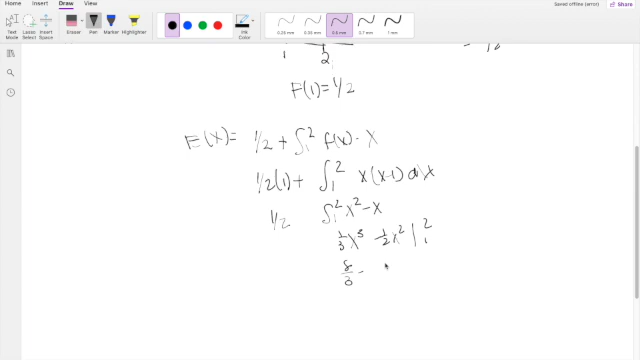 Home Insert Draw View
Saved offline (error)
Text Mode Lasso Select Insert Space
Eraser Pen Marker Highlighter
0.25 mm 0.35 mm 0.5 mm 0.7 mm 1 mm
Ink Color
Share
1 2
F(1) = 1/2
E(X) = 1/2 + ∫₁² f(x) · x
1/2(1) + ∫₁² x(x-1) dx
1/2 ∫₁² x² - x
1/3 x³ 1/2 x² |₁²
8/3 -